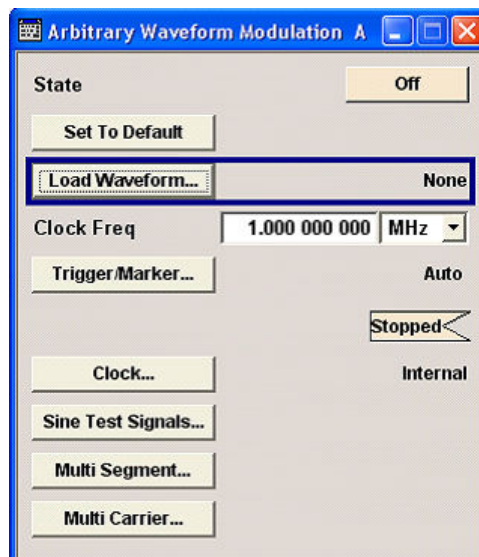 Arbitrary Waveform Modulation A
State Off
Set To Default
Load Waveform... None
Clock Freq 1.000 000 000 MHz
Trigger/Marker... Auto
Stopped
Clock... Internal
Sine Test Signals...
Multi Segment...
Multi Carrier...